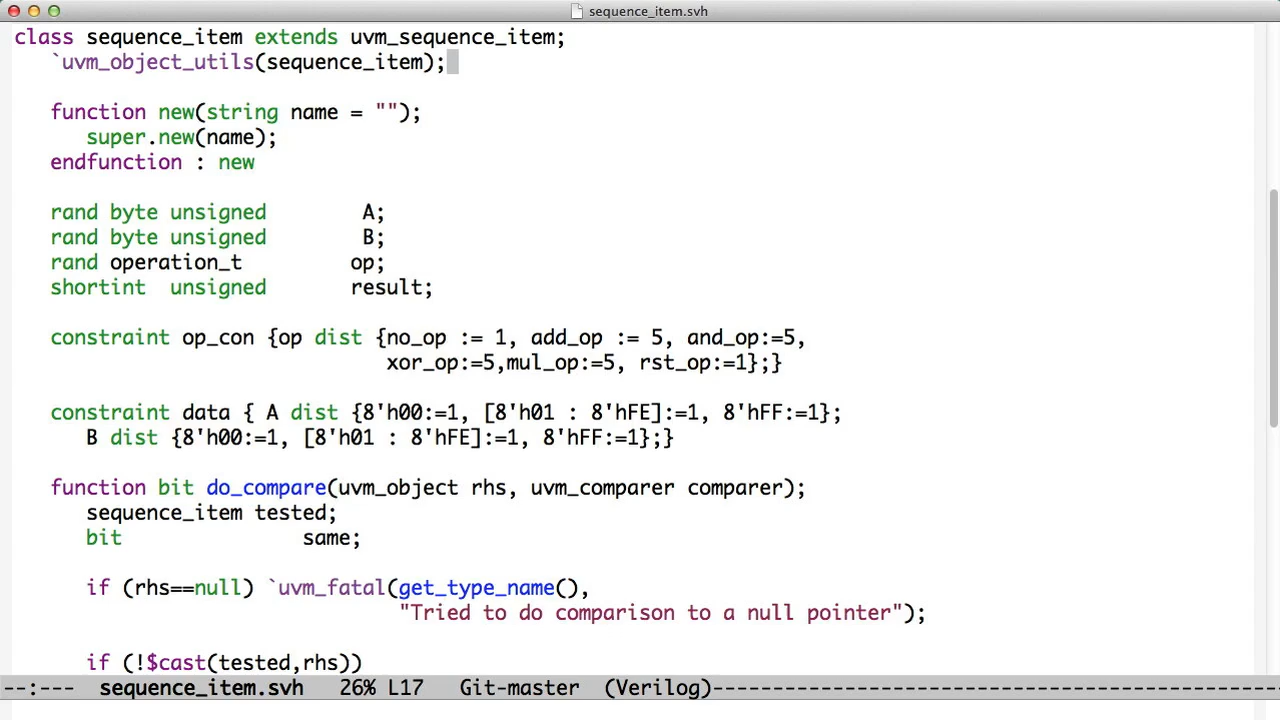 sequence_item.svh
class sequence_item extends uvm_sequence_item;
`uvm_object_utils(sequence_item);
function new(string name = "");
super.new(name);
endfunction : new
rand byte unsigned A;
rand byte unsigned B;
rand operation_t op;
shortint unsigned result;
constraint op_con {op dist {no_op := 1, add_op := 5, and_op:=5,
xor_op:=5,mul_op:=5, rst_op:=1};}
constraint data { A dist {8'h00:=1, [8'h01 : 8'hFE]:=1, 8'hFF:=1};
B dist {8'h00:=1, [8'h01 : 8'hFE]:=1, 8'hFF:=1};}
function bit do_compare(uvm_object rhs, uvm_comparer comparer);
sequence_item tested;
bit same;
if (rhs==null) `uvm_fatal(get_type_name(),
"Tried to do comparison to a null pointer");
if (!$cast(tested,rhs))
--:--- sequence_item.svh 26% L17 Git-master (Verilog)------------------------------------------------